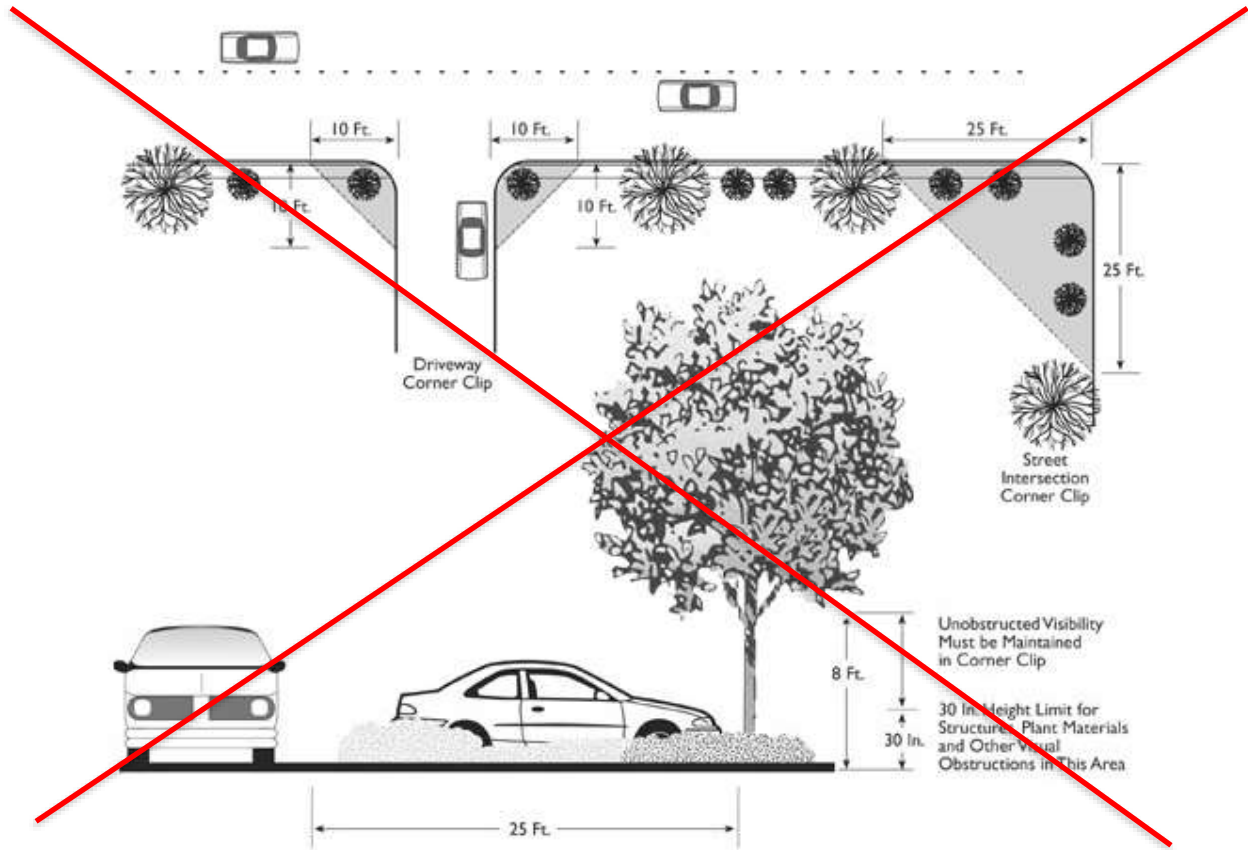 10 Ft.
10 Ft.
25 Ft.
10 Ft.
10 Ft.
25 Ft.
Driveway
Corner Clip
Street
Intersection
Corner Clip
Unobstructed Visibility
Must be Maintained
in Corner Clip
8 Ft.
30 In. Height Limit for
Structures, Plant Materials
and Other Visual
Obstructions in This Area
30 In.
25 Ft.